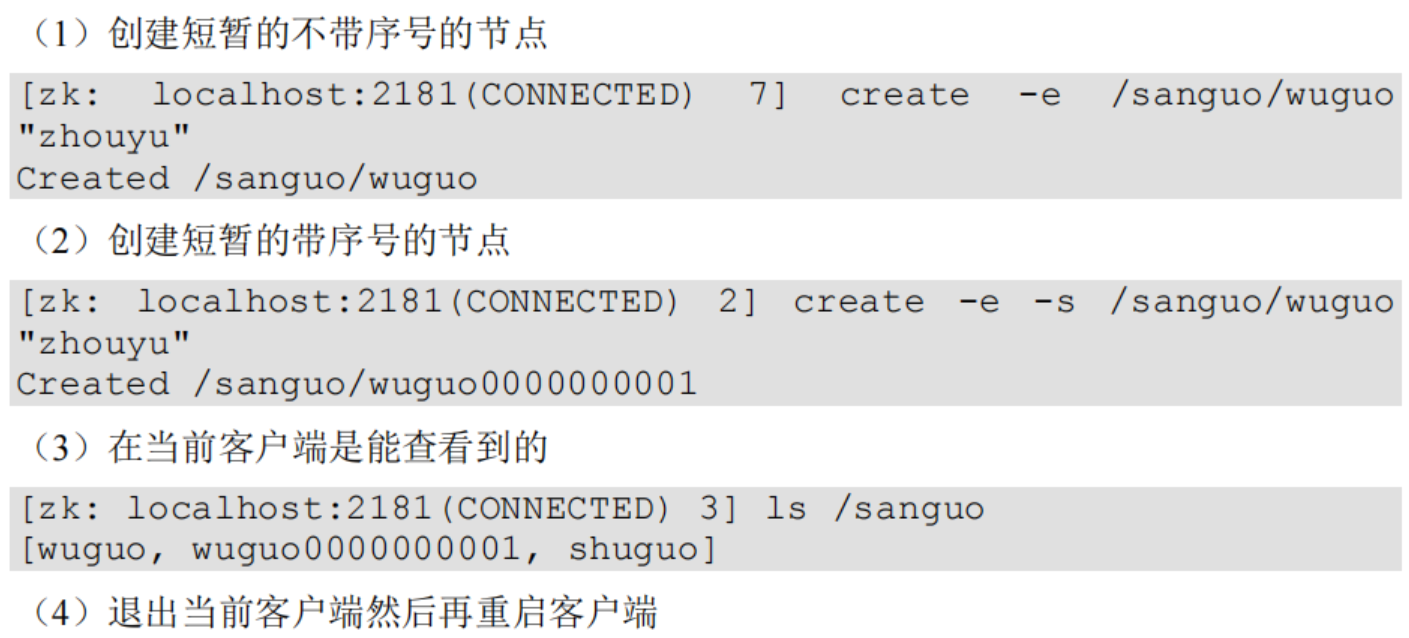 （1）创建短暂的不带序号的节点
[zk: localhost:2181(CONNECTED) 7] create -e /sanguo/wuguo
"zhouyu"
Created /sanguo/wuguo
（2）创建短暂的带序号的节点
[zk: localhost:2181(CONNECTED) 2] create -e -s /sanguo/wuguo
"zhouyu"
Created /sanguo/wuguo0000000001
（3）在当前客户端是能查看到的
[zk: localhost:2181(CONNECTED) 3] ls /sanguo
[wuguo, wuguo0000000001, shuguo]
（4）退出当前客户端然后再重启客户端